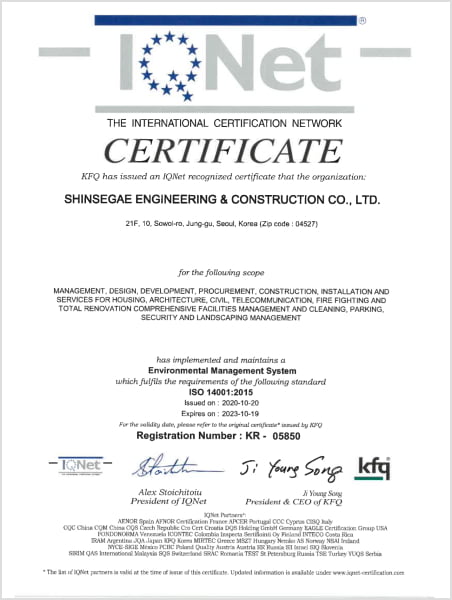 IQNet ®
THE INTERNATIONAL CERTIFICATION NETWORK
CERTIFICATE
KFQ has issued an IQNet recognized certificate that the organization:
SHINSEGAE ENGINEERING & CONSTRUCTION CO., LTD.
21F, 10, Sowol-ro, Jung-gu, Seoul, Korea (Zip code : 04527)
for the following scope
MANAGEMENT, DESIGN, DEVELOPMENT, PROCUREMENT, CONSTRUCTION, INSTALLATION AND
SERVICES FOR HOUSING, ARCHITECTURE, CIVIL, TELECOMMUNICATION, FIRE FIGHTING AND
TOTAL RENOVATION COMPREHENSIVE FACILITIES MANAGEMENT AND CLEANING, PARKING,
SECURITY AND LANDSCAPING MANAGEMENT
has implemented and maintains a
Environmental Management System
which fulfils the requirements of the following standard
ISO 14001:2015
Issued on : 2020-10-20
Expires on : 2023-10-19
For the validity date, please refer to the original certificate* issued by KFQ
Registration Number : KR - 05850
IQNet
Ji Young Song
kfq
Alex Stoichitoiu
President of IQNet
Ji Young Song
President & CEO of KFQ
IQNet Partners*:
AENOR Spain AFNOR Certification France APCER Portugal CCC Cyprus CISQ Italy
CQC China CQM China CQS Czech Republic Cro Cert Croatia DQS Holding GmbH Germany EAGLE Certification Group USA
FONDONORMA Venezuela ICONTEC Colombia Inspecta Sertifiointi Oy Finland INTECO Costa Rica
IRAM Argentina JQA Japan KFQ Korea MIRTEC Greece MSZT Hungary Nemko AS Norway NSAI Ireland
NYCE-SIGE México PCBC Poland Quality Austria Austria RR Russia SII Israel SIQ Slovenia
SIRIM QAS International Malaysia SQS Switzerland SRAC Romania TEST St Petersburg Russia TSE Turkey YUQS Serbia
* The list of IQNet partners is valid at the time of issue of this certificate. Updated information is available under www.iqnet-certification.com